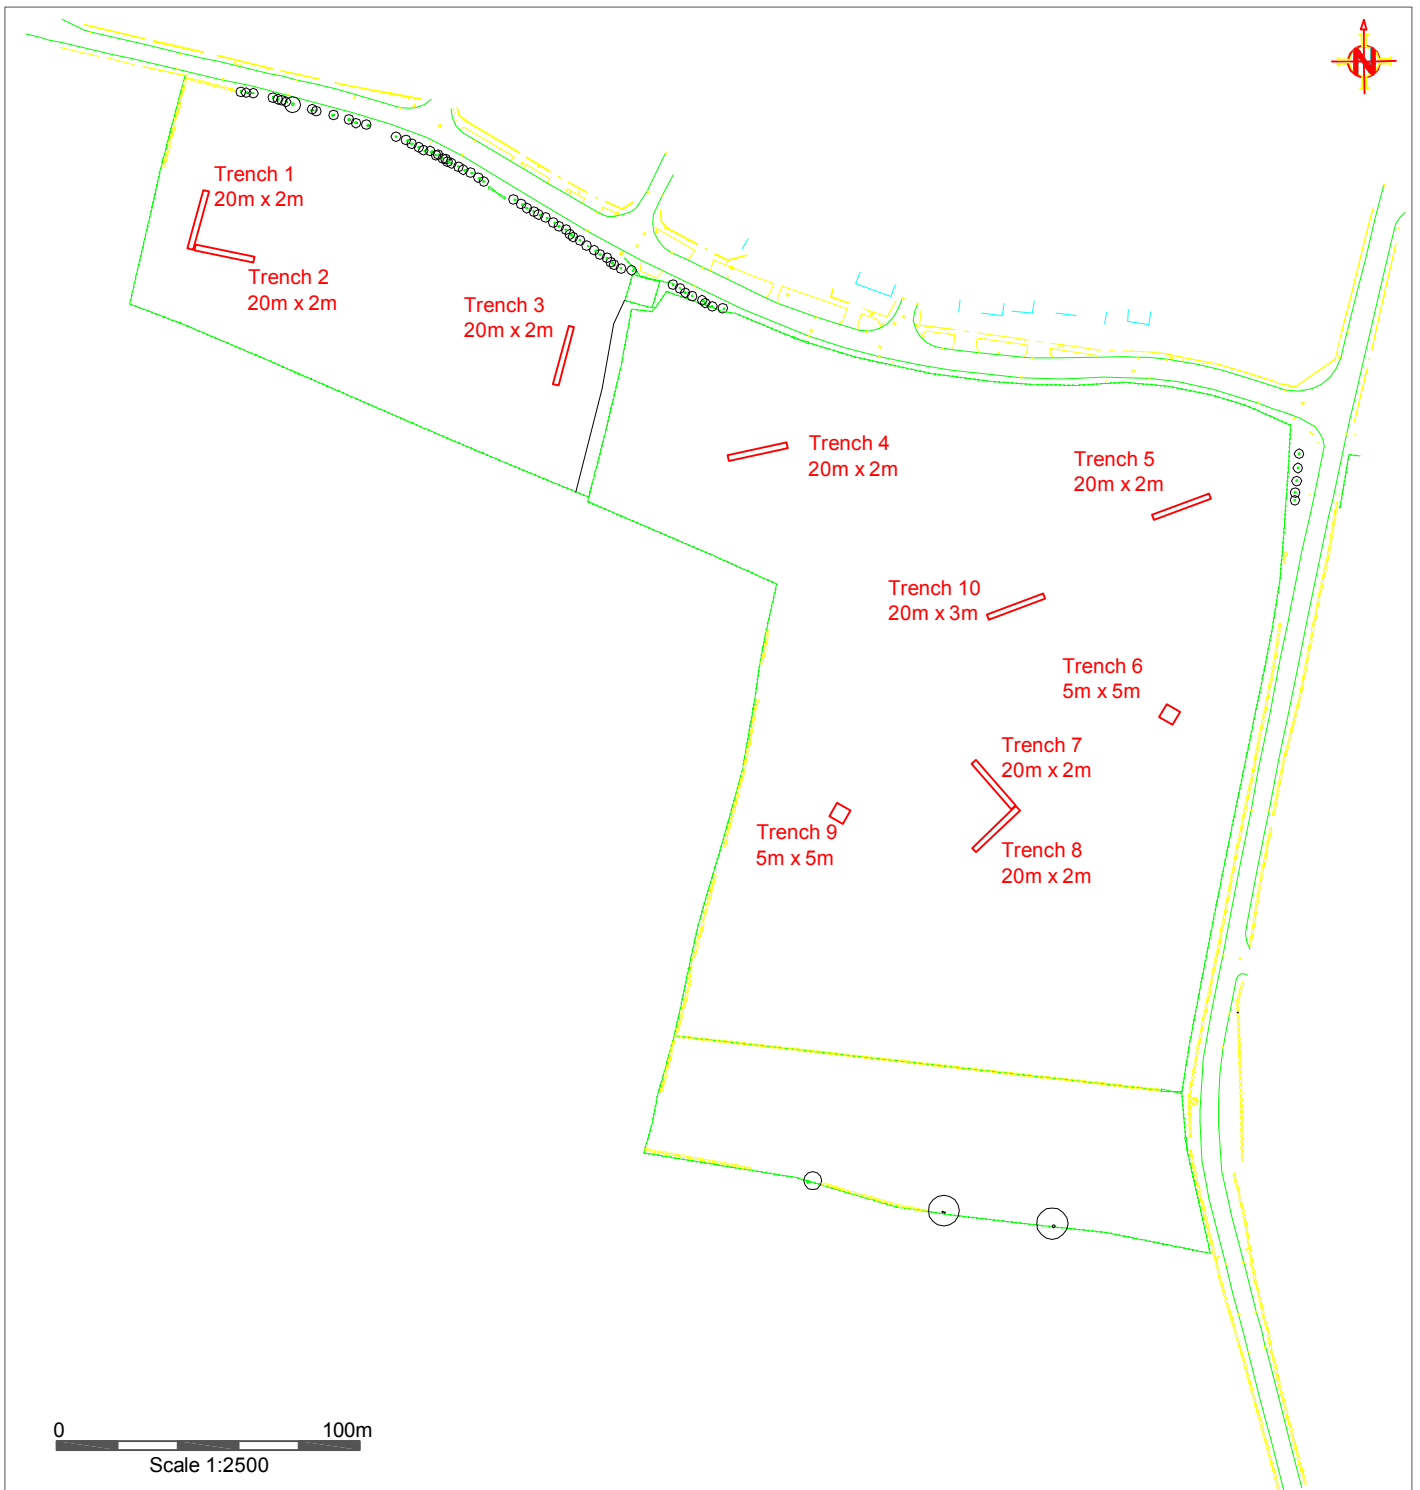 N
Trench 1
20m x 2m
Trench 2
20m x 2m
Trench 3
20m x 2m
Trench 4
20m x 2m
Trench 5
20m x 2m
Trench 10
20m x 3m
Trench 6
5m x 5m
Trench 7
20m x 2m
Trench 9
5m x 5m
Trench 8
20m x 2m
0 100m
Scale 1:2500